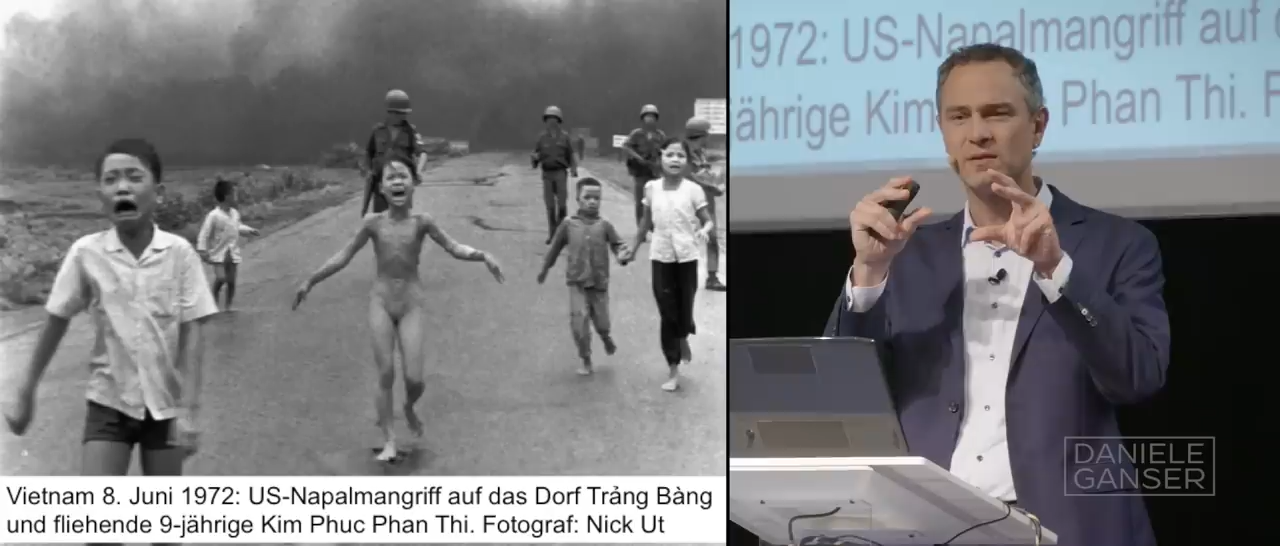 Vietnam 8. Juni 1972: US-Napalmangriff auf das Dorf Trảng Bàng
und fliehende 9-jährige Kim Phuc Phan Thi. Fotograf: Nick Ut
1972: US-Napalmangriff auf
jährige Kim Phan Thi. F
DANIELE
GANSER